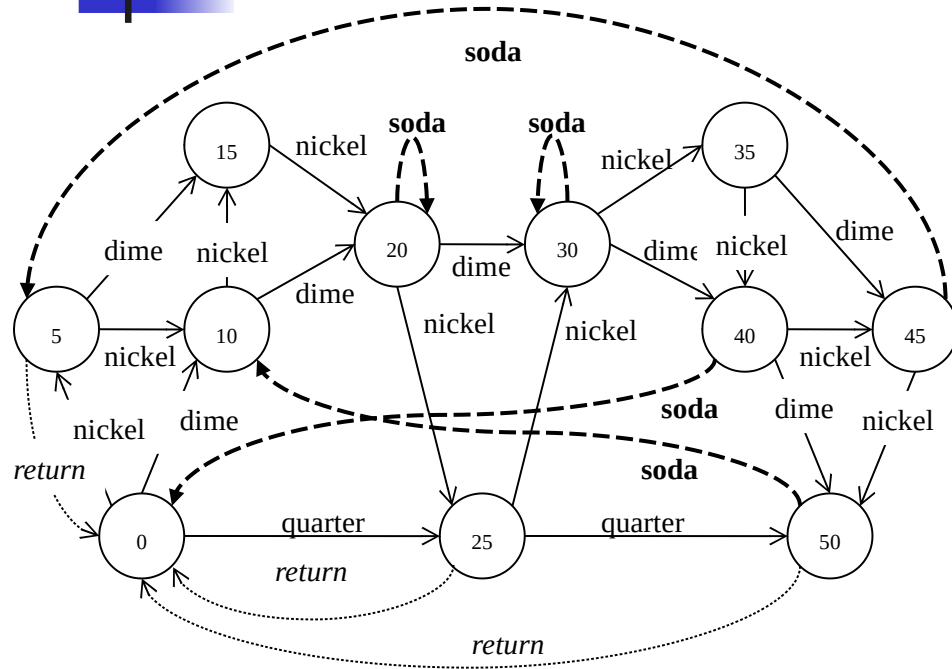 soda
soda
soda
15
nickel
nickel
35
dime
nickel
20
dime
30
dime
nickel
dime
dime
nickel
nickel
5
nickel
10
40
nickel
45
nickel
dime
soda
dime
nickel
return
soda
0
quarter
25
quarter
50
return
return